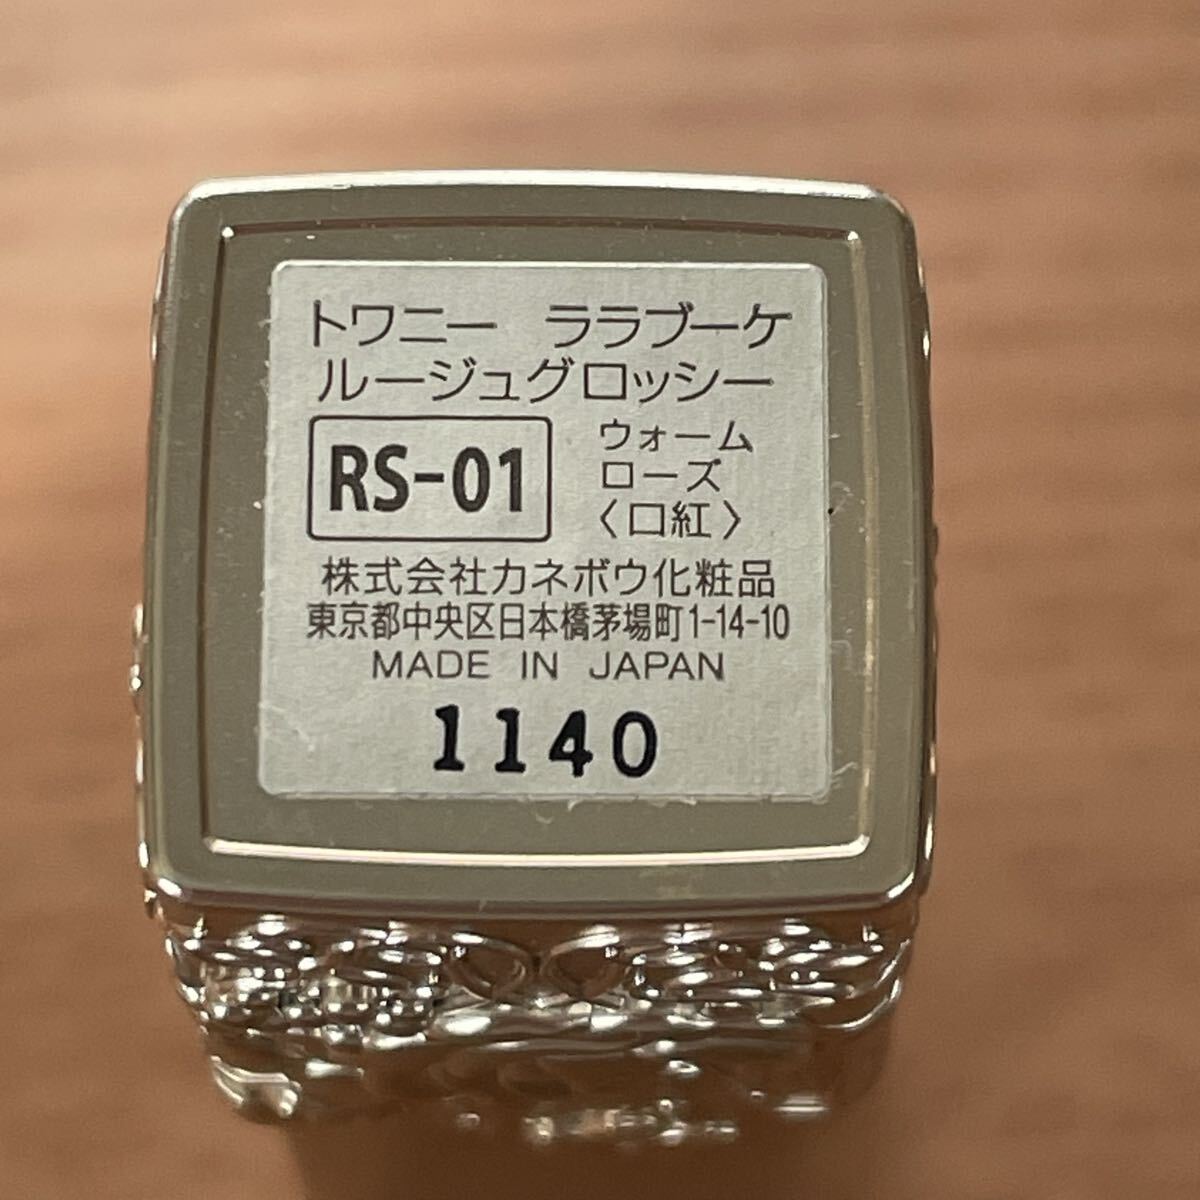 トワニー ララブーケ
ルージュグロッシー
RS-01
ウォーム
ローズ
〈口紅〉
株式会社カネボウ化粧品
東京都中央区日本橋茅場町1-14-10
MADE IN JAPAN
1140